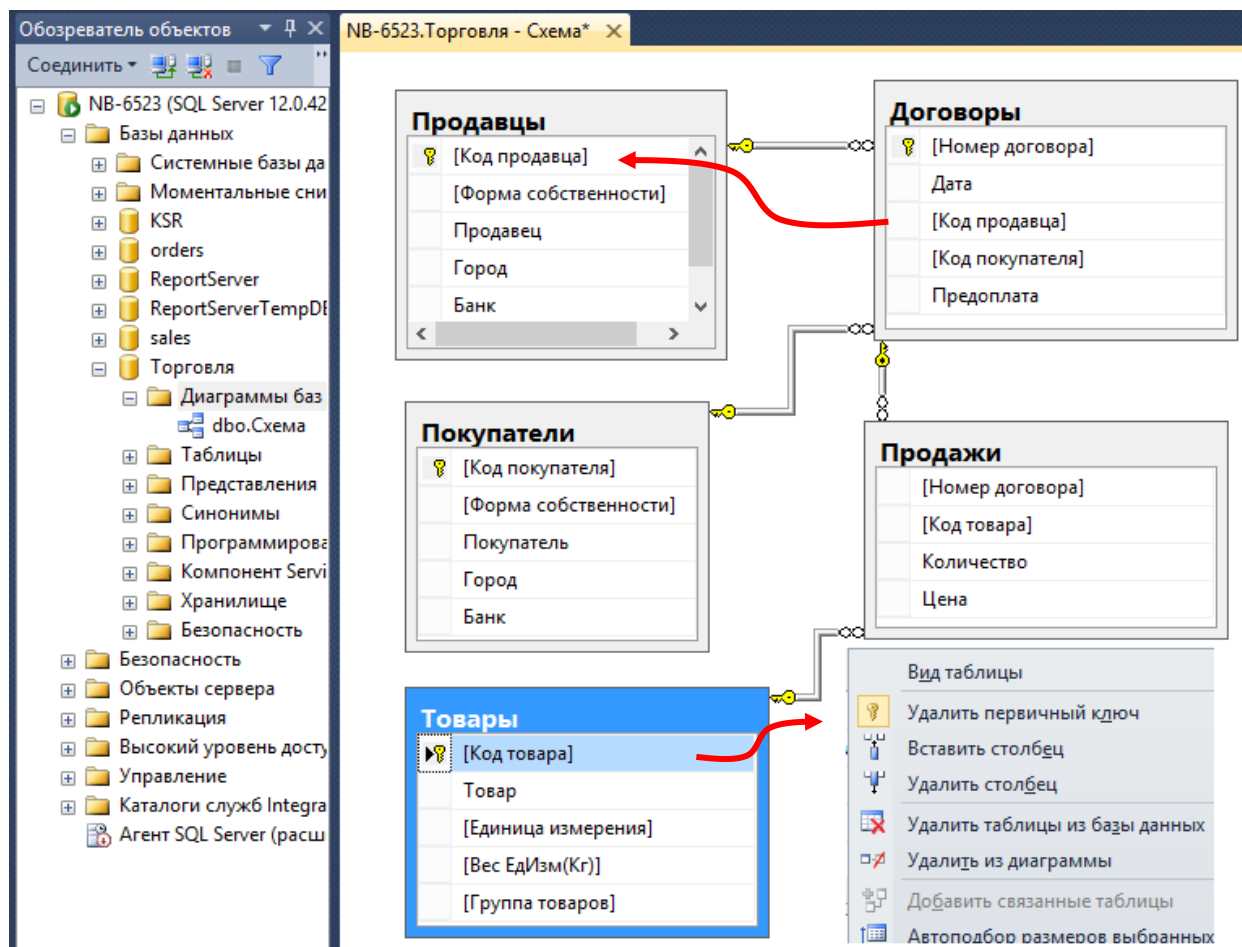 Обозреватель объектов
Соединить
NB-6523 (SQL Server 12.0.42
Базы данных
Системные базы да
Моментальные сни
KSR
orders
ReportServer
ReportServerTempDE
sales
Торговля
Диаграммы баз
dbo.Схема
Таблицы
Представления
Синонимы
Программирова
Компонент Servi
Хранилище
Безопасность
Безопасность
Объекты сервера
Репликация
Высокий уровень досту
Управление
Каталоги служб Integra
Агент SQL Server (расш
NB-6523.Торговля - Схема*
Продавцы
[Код продавца]
[Форма собственности]
Продавец
Город
Банк
Договоры
[Номер договора]
Дата
[Код продавца]
[Код покупателя]
Предоплата
Покупатели
[Код покупателя]
[Форма собственности]
Покупатель
Город
Банк
Продажи
[Номер договора]
[Код товара]
Количество
Цена
Товары
[Код товара]
Товар
[Единица измерения]
[Вес ЕдИзм(Кг)]
[Группа товаров]
Вид таблицы
Удалить первичный ключ
Вставить столбец
Удалить столбец
Удалить таблицы из базы данных
Удалить из диаграммы
Добавить связанные таблицы
Автоподбор размеров выбранных